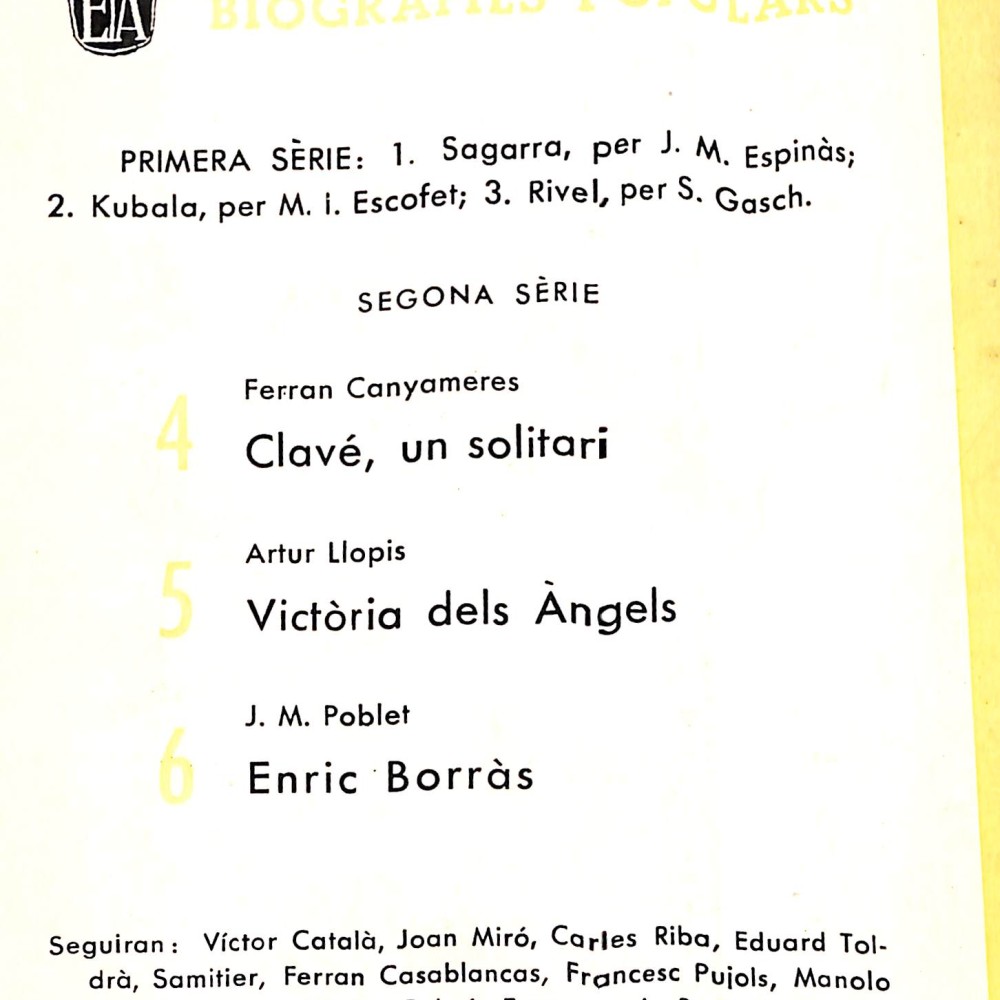 EIA BIOGRAFIES POPULARS
PRIMERA SÈRIE: 1. Sagarra, per J. M. Espinàs;
2. Kubala, per M. i. Escofet; 3. Rivel, per S. Gasch.
SEGONA SÈRIE
Ferran Canyameres
4 Clavé, un solitari
Artur Llopis
5 Victòria dels Àngels
J. M. Poblet
6 Enric Borràs
Seguiran: Víctor Català, Joan Miró, Carles Riba, Eduard Tol-
drà, Samitier, Ferran Casablancas, Francesc Pujols, Manolo